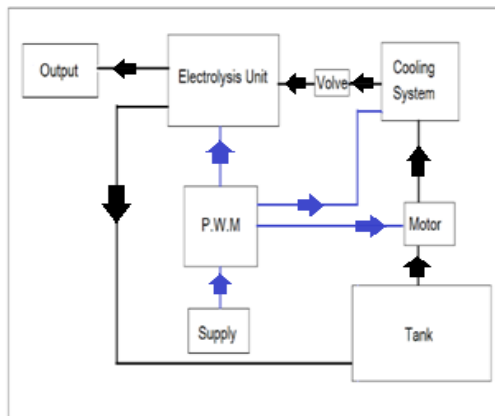 Output
Electrolysis Unit
Volve
Cooling
System
P.W.M
Motor
Supply
Tank